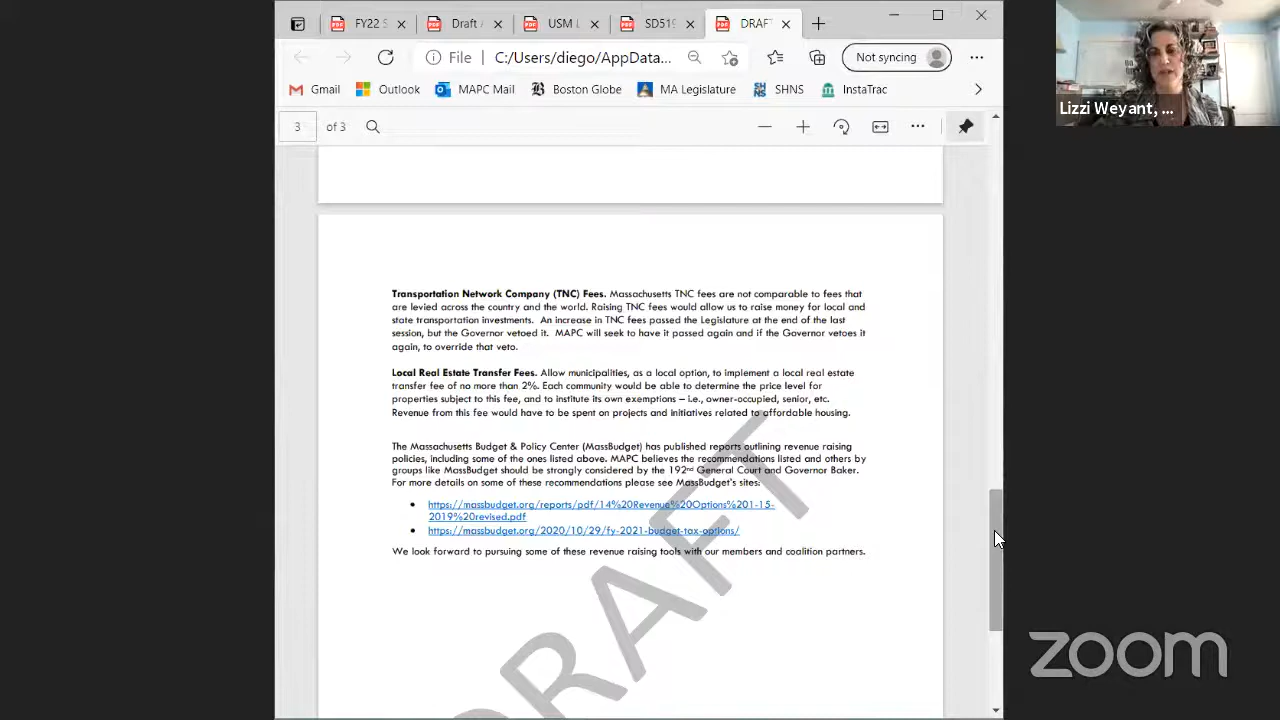 FY22 S
Draft
USM L
SD519
DRAFT
File
C:/Users/diego/AppData...
Not syncing
Gmail
Outlook
MAPC Mail
Boston Globe
MA Legislature
SHNS
InstaTrac
3 of 3
Transportation Network Company (TNC) Fees. Massachusetts TNC fees are not comparable to fees that
are levied across the country and the world. Raising TNC fees would allow us to raise money for local and
state transportation investments. An increase in TNC fees passed the Legislature at the end of the last
session, but the Governor vetoed it. MAPC will seek to have it passed again and if the Governor vetoes it
again, to override that veto.
Local Real Estate Transfer Fees. Allow municipalities, as a local option, to implement a local real estate
transfer fee of no more than 2%. Each community would be able to determine the price level for
properties subject to this fee, and to institute its own exemptions – i.e., owner-occupied, senior, etc.
Revenue from this fee would have to be spent on projects and initiatives related to affordable housing.
The Massachusetts Budget & Policy Center (MassBudget) has published reports outlining revenue raising
policies, including some of the ones listed above. MAPC believes the recommendations listed and others by
groups like MassBudget should be strongly considered by the 192nd General Court and Governor Baker.
For more details on some of these recommendations please see MassBudget's sites:
• https://massbudget.org/reports/pdf/14%20Revenue%20Options%201-15-
2019%20revised.pdf
• https://massbudget.org/2020/10/29/fy-2021-budget-tax-options/
We look forward to pursuing some of these revenue raising tools with our members and coalition partners.
DRAFT
Lizzi Weyant, ...
zoom